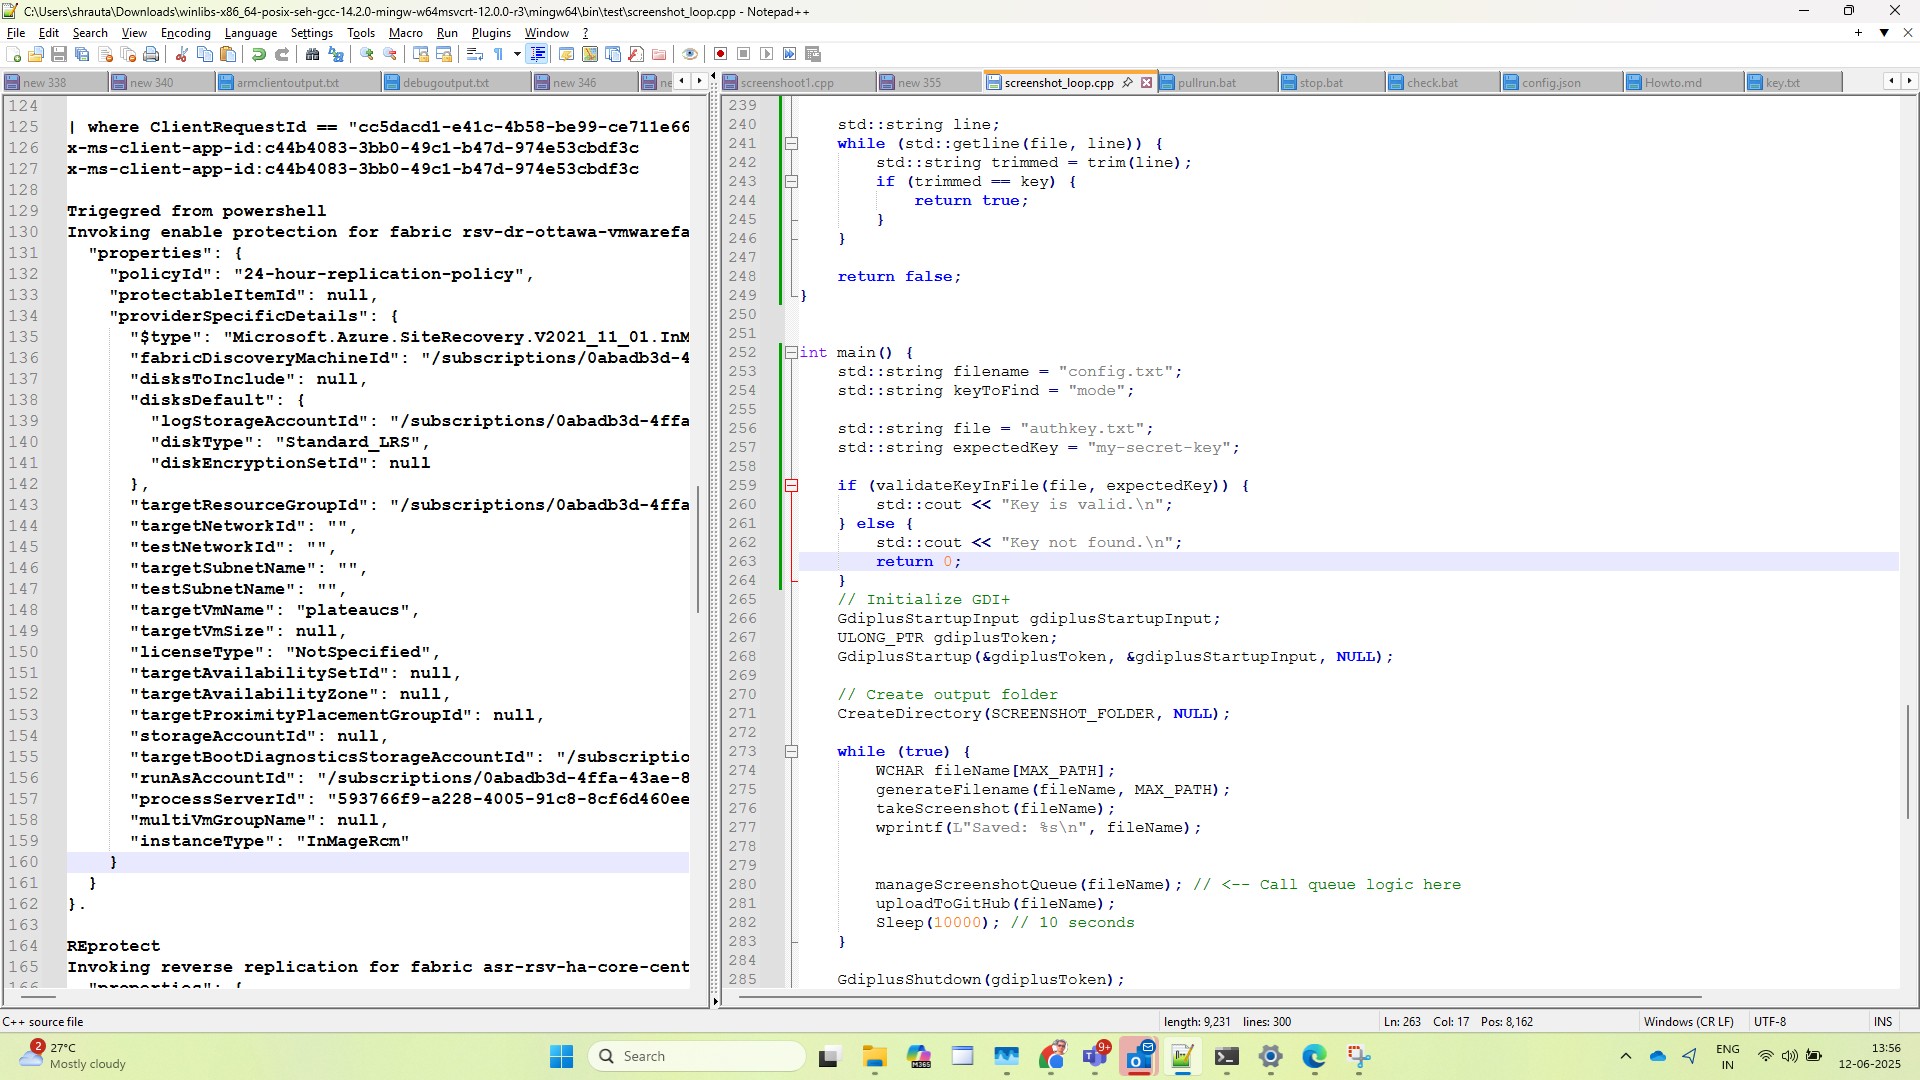 C:\Users\shrauta\Downloads\winlibs-x86_64-posix-seh-gcc-14.2.0-mingw-w64msvcrt-12.0.0-r3\mingw64\bin\test\screenshot_loop.cpp - Notepad++
File Edit Search View Encoding Language Settings Tools Macro Run Plugins Window ?
new 338 new 340 armclientoutput.txt debugoutput.txt new 346 ne
124
125 | where ClientRequestId == "cc5dacd1-e41c-4b58-be99-ce711e66
126 x-ms-client-app-id:c44b4083-3bb0-49c1-b47d-974e53cbdf3c
127 x-ms-client-app-id:c44b4083-3bb0-49c1-b47d-974e53cbdf3c
128
129 Trigegred from powershell
130 Invoking enable protection for fabric rsv-dr-ottawa-vmwarefa
131 "properties": {
132 "policyId": "24-hour-replication-policy",
133 "protectableItemId": null,
134 "providerSpecificDetails": {
135 "$type": "Microsoft.Azure.SiteRecovery.V2021_11_01.InM
136 "fabricDiscoveryMachineId": "/subscriptions/0abadb3d-4
137 "disksToInclude": null,
138 "disksDefault": {
139 "logStorageAccountId": "/subscriptions/0abadb3d-4ffa
140 "diskType": "Standard_LRS",
141 "diskEncryptionSetId": null
142 },
143 "targetResourceGroupId": "/subscriptions/0abadb3d-4ffa
144 "targetNetworkId": "",
145 "testNetworkId": "",
146 "targetSubnetName": "",
147 "testSubnetName": "",
148 "targetVmName": "plateaucs",
149 "targetVmSize": null,
150 "licenseType": "NotSpecified",
151 "targetAvailabilitySetId": null,
152 "targetAvailabilityZone": null,
153 "targetProximityPlacementGroupId": null,
154 "storageAccountId": null,
155 "targetBootDiagnosticsStorageAccountId": "/subscriptio
156 "runAsAccountId": "/subscriptions/0abadb3d-4ffa-43ae-8
157 "processServerId": "593766f9-a228-4005-91c8-8cf6d460ee
158 "multiVmGroupName": null,
159 "instanceType": "InMageRcm"
160 }
161 }
162 }.
163
164 REprotect
165 Invoking reverse replication for fabric asr-rsv-ha-core-cent
166 "properties": {
screenshoot1.cpp new 355 screenshot_loop.cpp pullrun.bat stop.bat check.bat config.json Howto.md key.txt
239
240 std::string line;
241 while (std::getline(file, line)) {
242 std::string trimmed = trim(line);
243 if (trimmed == key) {
244 return true;
245 }
246 }
247
248 return false;
249 }
250
251
252 int main() {
253 std::string filename = "config.txt";
254 std::string keyToFind = "mode";
255
256 std::string file = "authkey.txt";
257 std::string expectedKey = "my-secret-key";
258
259 if (validateKeyInFile(file, expectedKey)) {
260 std::cout << "Key is valid.\n";
261 } else {
262 std::cout << "Key not found.\n";
263 return 0;
264 }
265 // Initialize GDI+
266 GdiplusStartupInput gdiplusStartupInput;
267 ULONG_PTR gdiplusToken;
268 GdiplusStartup(&gdiplusToken, &gdiplusStartupInput, NULL);
269
270 // Create output folder
271 CreateDirectory(SCREENSHOT_FOLDER, NULL);
272
273 while (true) {
274 WCHAR fileName[MAX_PATH];
275 generateFilename(fileName, MAX_PATH);
276 takeScreenshot(fileName);
277 wprintf(L"Saved: %s\n", fileName);
278
279
280 manageScreenshotQueue(fileName); // <-- Call queue logic here
281 uploadToGitHub(fileName);
282 Sleep(10000); // 10 seconds
283 }
284
285 GdiplusShutdown(gdiplusToken);
C++ source file length: 9,231 lines: 300 Ln: 263 Col: 17 Pos: 8,162 Windows (CR LF) UTF-8 INS
2 27°C
Mostly cloudy
Search
M365
9+
ENG
IN
13:56
12-06-2025